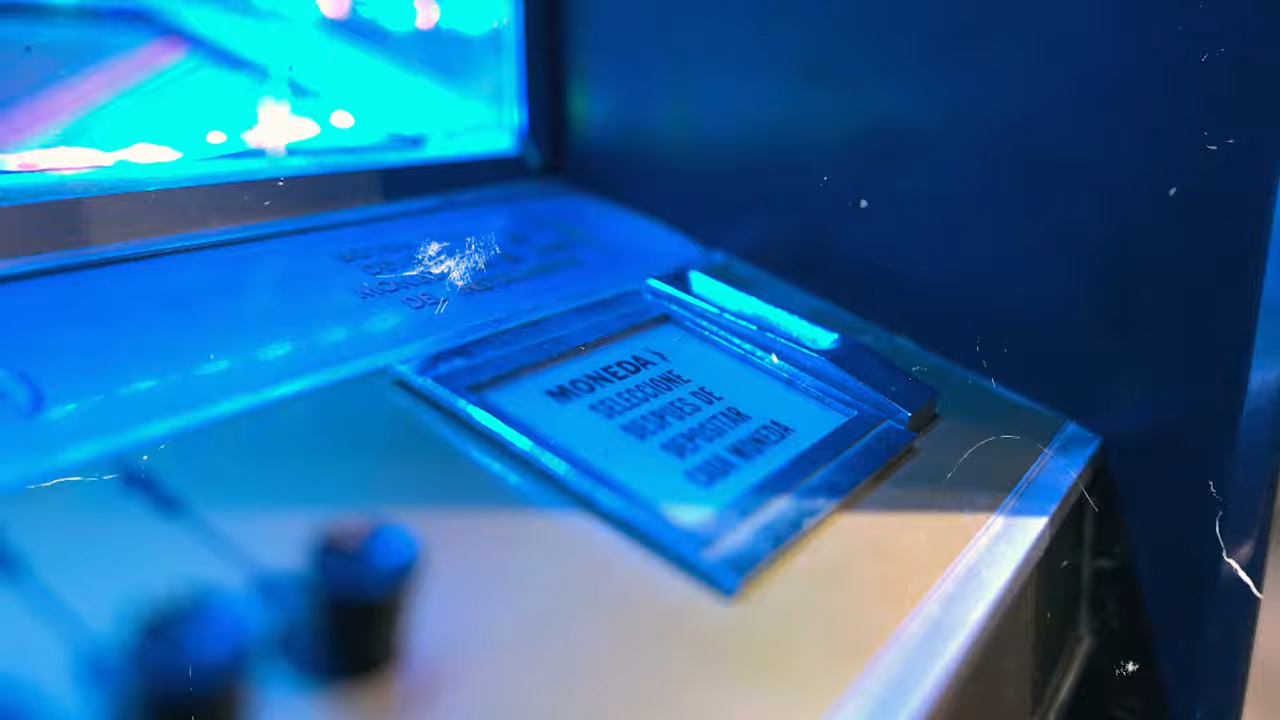 MONEDA Y
SELECCIONE
DESPUES DE
DEPOSITAR
CADA MONEDA